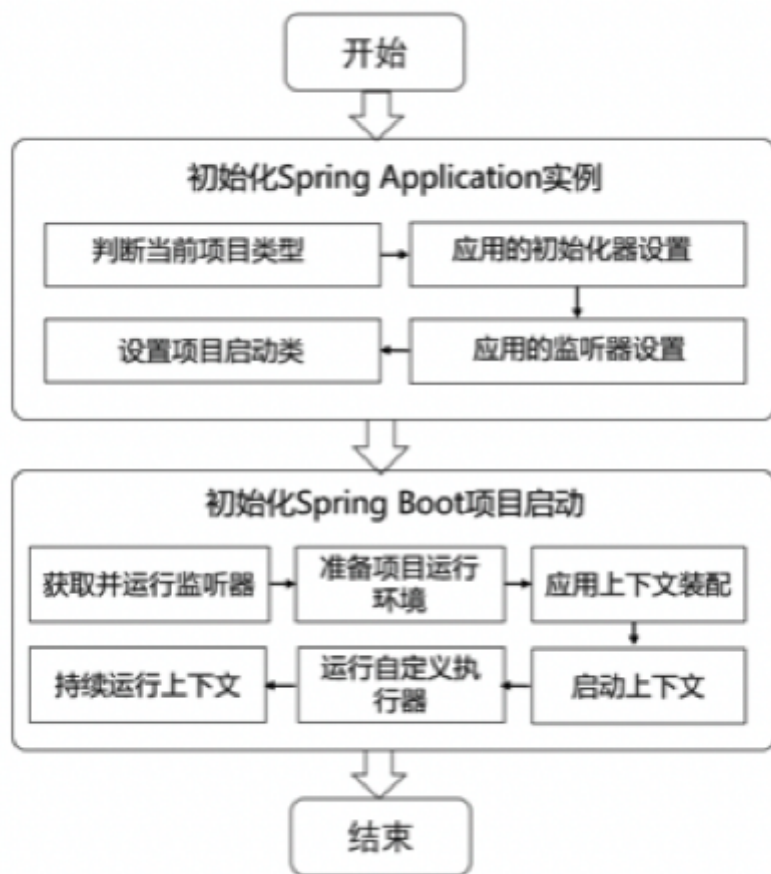 开始
初始化Spring Application实例
判断当前项目类型
应用的初始化器设置
设置项目启动类
应用的监听器设置
初始化Spring Boot项目启动
获取并运行监听器
准备项目运行
环境
应用上下文装配
持续运行上下文
运行自定义执
行器
启动上下文
结束